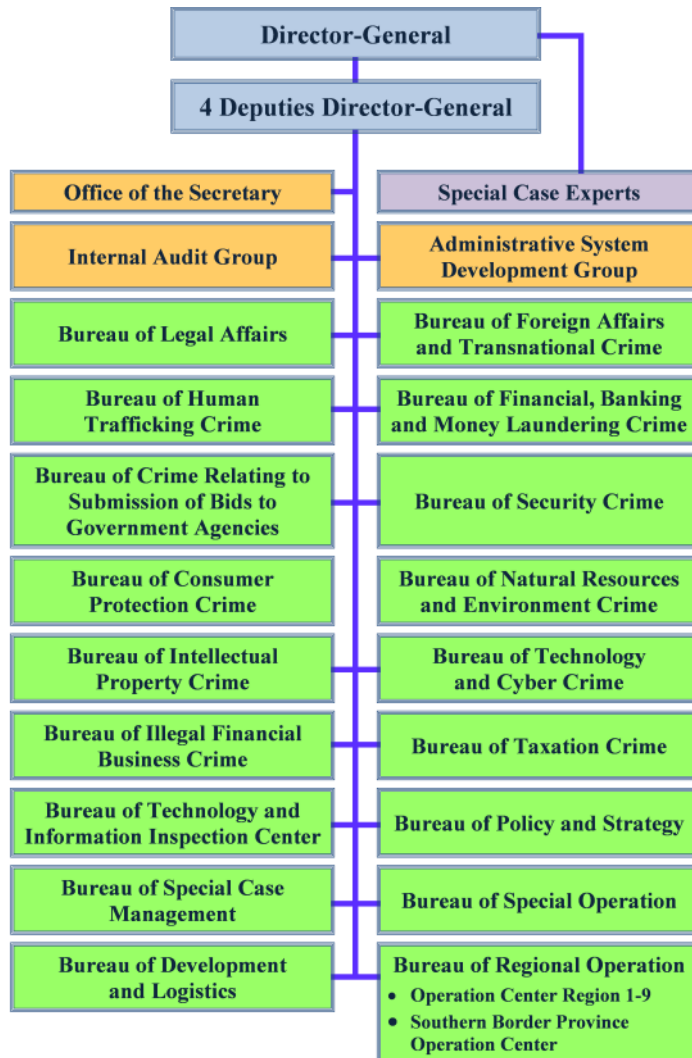 Director-General
4 Deputies Director-General
Office of the Secretary
Special Case Experts
Internal Audit Group
Administrative System
Development Group
Bureau of Legal Affairs
Bureau of Foreign Affairs
and Transnational Crime
Bureau of Human
Trafficking Crime
Bureau of Financial, Banking
and Money Laundering Crime
Bureau of Crime Relating to
Submission of Bids to
Government Agencies
Bureau of Security Crime
Bureau of Consumer
Protection Crime
Bureau of Natural Resources
and Environment Crime
Bureau of Intellectual
Property Crime
Bureau of Technology
and Cyber Crime
Bureau of Illegal Financial
Business Crime
Bureau of Taxation Crime
Bureau of Technology and
Information Inspection Center
Bureau of Policy and Strategy
Bureau of Special Case
Management
Bureau of Special Operation
Bureau of Development
and Logistics
Bureau of Regional Operation
• Operation Center Region 1-9
• Southern Border Province
Operation Center